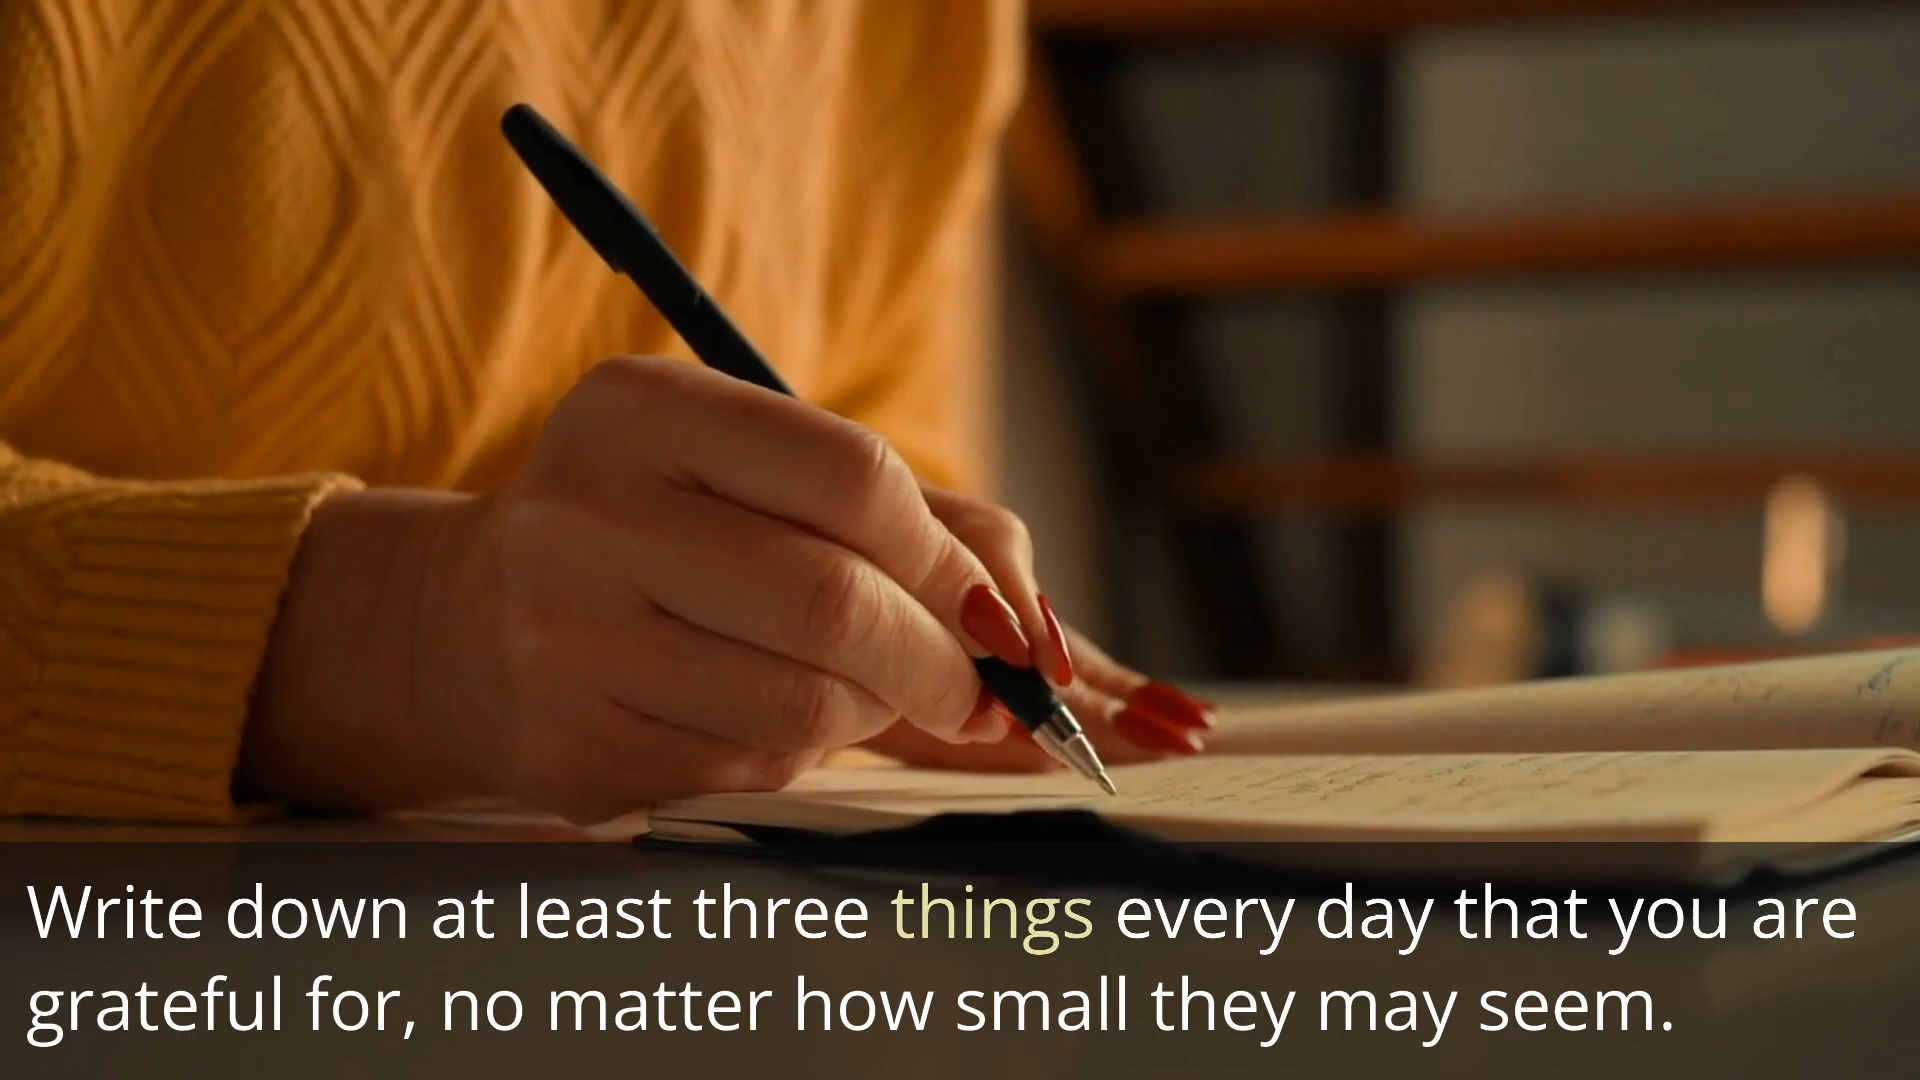 Write down at least three things every day that you are
grateful for, no matter how small they may seem.